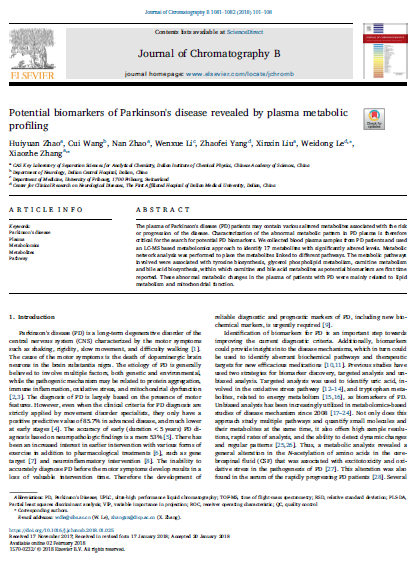 Journal of Chromatography B 1081-1082 (2018) 101–108
Contents lists available at ScienceDirect
Journal of Chromatography B
journal homepage: www.elsevier.com/locate/jchromb
ELSEVIER
Potential biomarkers of Parkinson's disease revealed by plasma metabolic
profiling
Huiyuan Zhao, Cui Wang, Nan Zhao, Wenxue Li, Zhaofei Yang, Xinxin Liu, Weidong Le,
Xiaozhe Zhang
CAS Key Laboratory of Separation Sciences for Analytical Chemistry, Dalian Institute of Chemical Physics, Chinese Academy of Sciences, China
Department of Neurology, Dalian Central Hospital, Dalian, China
Department of Medicine, University of Fribourg, 1700 Fribourg, Switzerland
Center for Clinical Research on Neurological Diseases, The First Affiliated Hospital of Dalian Medical University, Dalian, China
ARTICLE INFO
ABSTRACT
Keywords:
Parkinson's disease
Plasma
Metabolomics
Metabolites
Pathway
The plasma of Parkinson's disease (PD) patients may contain various altered metabolites associated with the risk
or progression of the disease. Characterization of the abnormal metabolic pattern in PD plasma is therefore
critical for the search for potential PD biomarkers. We collected blood plasma samples from PD patients and used
an LC-MS based metabolomics approach to identify 17 metabolites with significantly altered levels. Metabolic
network analysis was performed to place the metabolites linked to different pathways. The metabolic pathways
involved were associated with tyrosine biosynthesis, glycerol phospholipid metabolism, carnitine metabolism
and bile acid biosynthesis, within which carnitine and bile acid metabolites as potential biomarkers are first time
reported. These abnormal metabolic changes in the plasma of patients with PD were mainly related to lipid
metabolism and mitochondrial function.
1. Introduction
Parkinson's disease (PD) is a long-term degenerative disorder of the
central nervous system (CNS) characterized by the motor symptoms
such as shaking, rigidity, slow movement, and difficulty walking [1].
The cause of the motor symptoms is the death of dopaminergic brain
neurons in the brain substantia nigra. The etiology of PD is generally
believed to involve multiple factors, both genetic and environmental,
while the pathogenic mechanism may be related to protein aggregation,
immune inflammation, oxidative stress, and mitochondrial dysfunction
[2,3]. The diagnosis of PD is largely based on the presence of motor
features. However, even when the clinical criteria for PD diagnosis are
strictly applied by movement disorder specialists, they only have a
positive predictive value of 85.7% in advanced disease, and much lower
at early stage [4]. The accuracy of early (duration < 5 years) PD di-
agnosis based on neuropathologic findings is a mere 53% [5]. There has
been an increased interest in earlier intervention with various forms of
exercise in addition to pharmacological treatments [6], such as gene
target [7] and neuroinflammatory intervention [8]. The inability to
accurately diagnose PD before the motor symptoms develop results in a
loss of valuable intervention time. Therefore the development of
reliable diagnostic and prognostic markers of PD, including new bio-
chemical markers, is urgently required [9].
Identification of biomarkers for PD is an important step towards
improving the current diagnostic criteria. Additionally, biomarkers
could provide insights into the disease mechanisms, which in turn could
be used to identify aberrant biochemical pathways and therapeutic
targets for new efficacious medication [10,11]. Previous studies have
used two strategies for biomarker discovery, targeted analysis and un-
biased analysis. Targeted analysis was used to identify uric acid, in-
volved in the oxidative stress pathway [12–14], and tryptophan meta-
bolites, related to energy metabolism [15,16], as biomarkers of PD.
Unbiased analysis has been increasingly utilized in metabolomics-based
studies of disease mechanism since 2008 [17–24]. Not only does this
approach study multiple pathways and quantify small molecules and
their metabolites at the same time, it also offers high sample resolu-
tions, rapid rates of analysis, and the ability to detect dynamic changes
and regular patterns [25,26]. Thus, a metabolic analysis revealed a
general alteration in the N-acetylation of amino acids in the cere-
brospinal fluid (CSF) that was associated with excitotoxicity and oxi-
dative stress in the pathogenesis of PD [27]. This alteration was also
found in the serum of the rapidly progressing PD patients [28]. Several
Abbreviations: PD, Parkinson's Disease; UPLC, ultra-high performance liquid chromatography; TOF-MS, time of flight-mass spectrometry; RSD, relative standard deviation; PLS-DA,
Partial least squares discriminant analysis; VIP, variable importance in projection; ROC, receiver operating characteristic; QC, quality control
Corresponding authors.
https://doi.org/10.1016/j.jchromb.2018.01.025
Received 17 November 2017; Received in revised form 17 January 2018; Accepted 20 January 2018
Available online 02 February 2018
1570-0232/ © 2018 Elsevier B.V. All rights reserved.